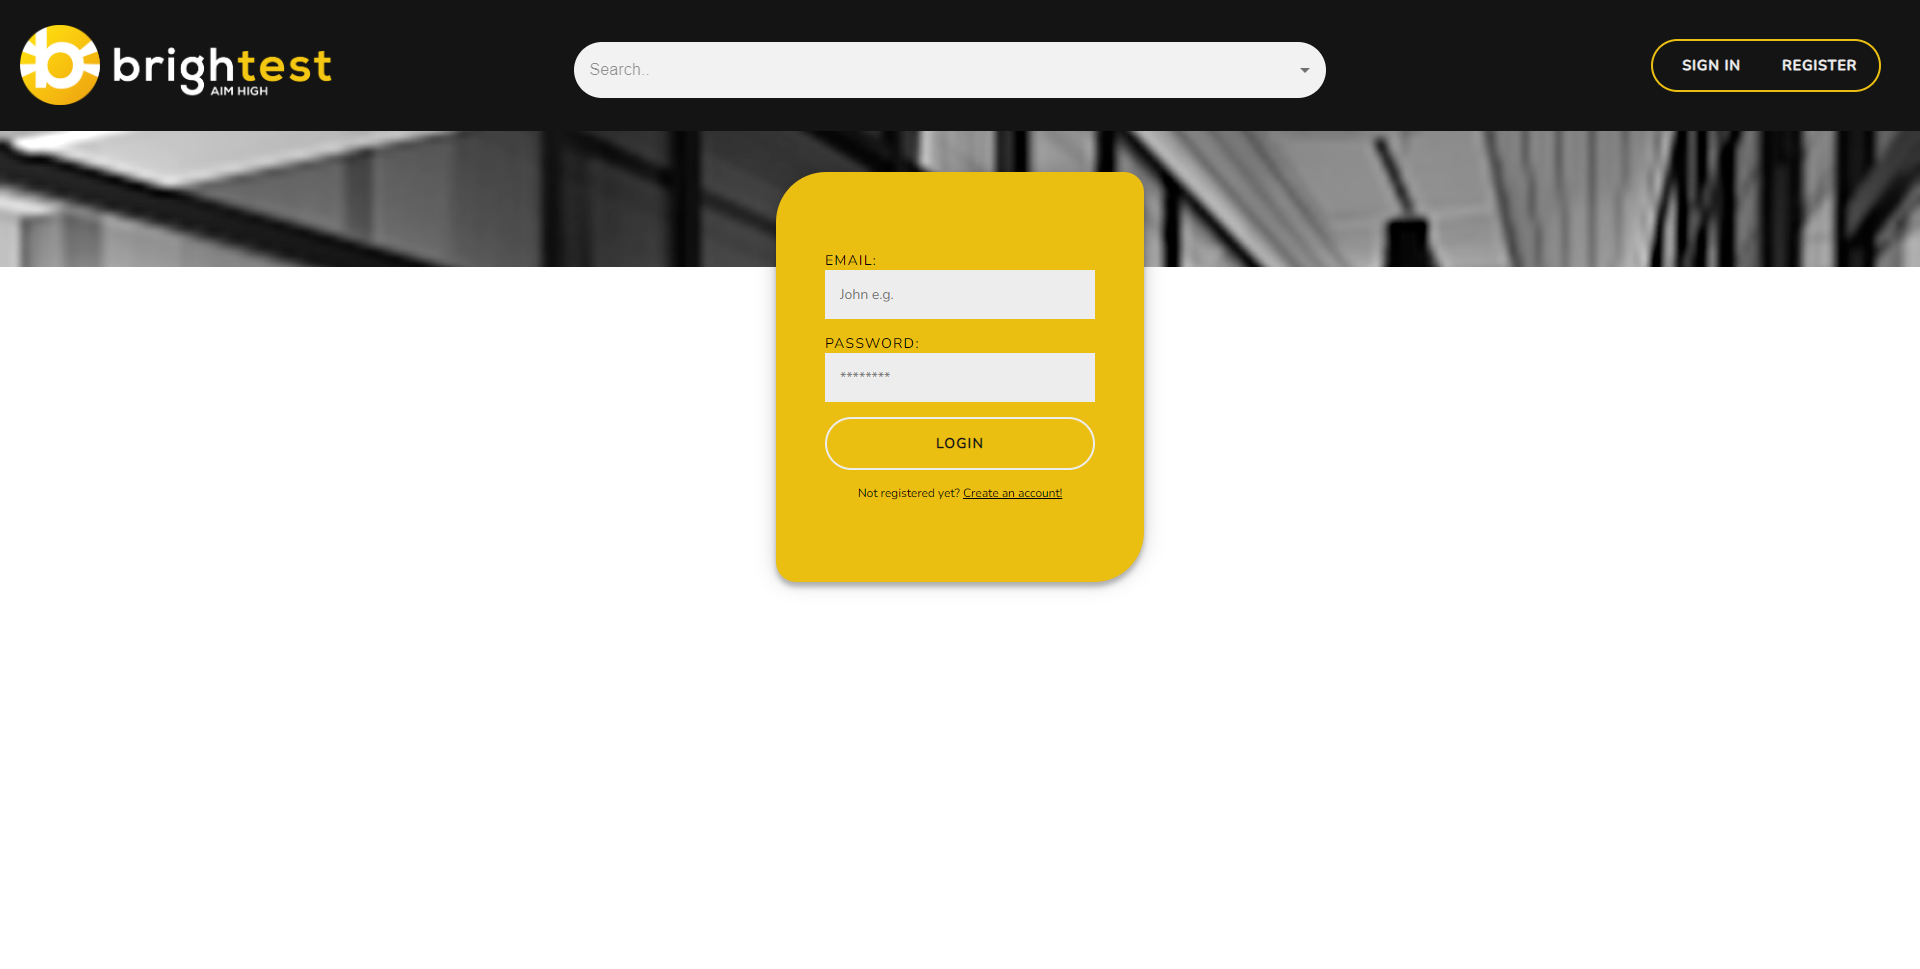 brightest
AIM HIGH
Search..
SIGN IN
REGISTER
EMAIL:
John e.g.
PASSWORD:
********
LOGIN
Not registered yet? Create an account!